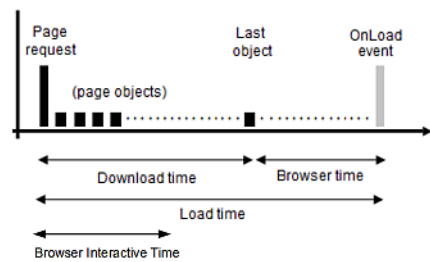 Page
request
Last
object
OnLoad
event
(page objects)
Download time
Browser time
Load time
Browser Interactive Time